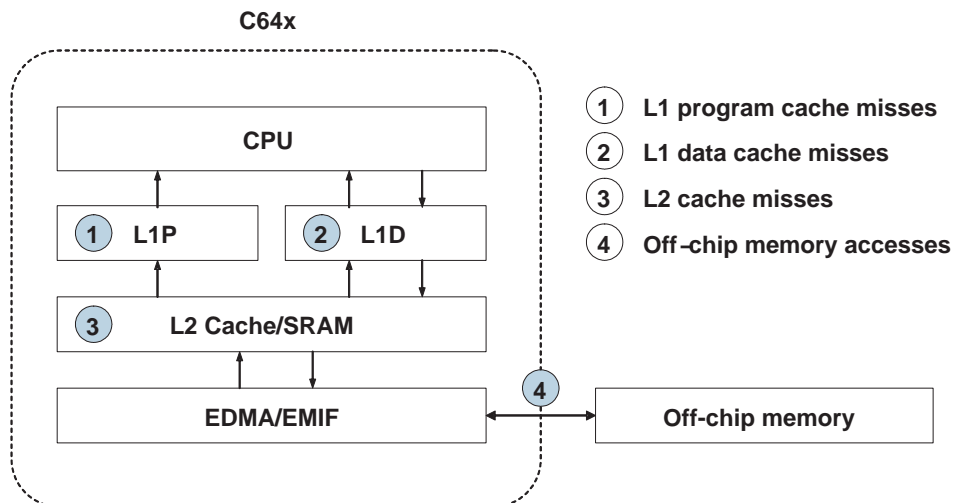 C64x
CPU
1 L1P
2 L1D
3 L2 Cache/SRAM
EDMA/EMIF
4
Off-chip memory
1 L1 program cache misses
2 L1 data cache misses
3 L2 cache misses
4 Off-chip memory accesses